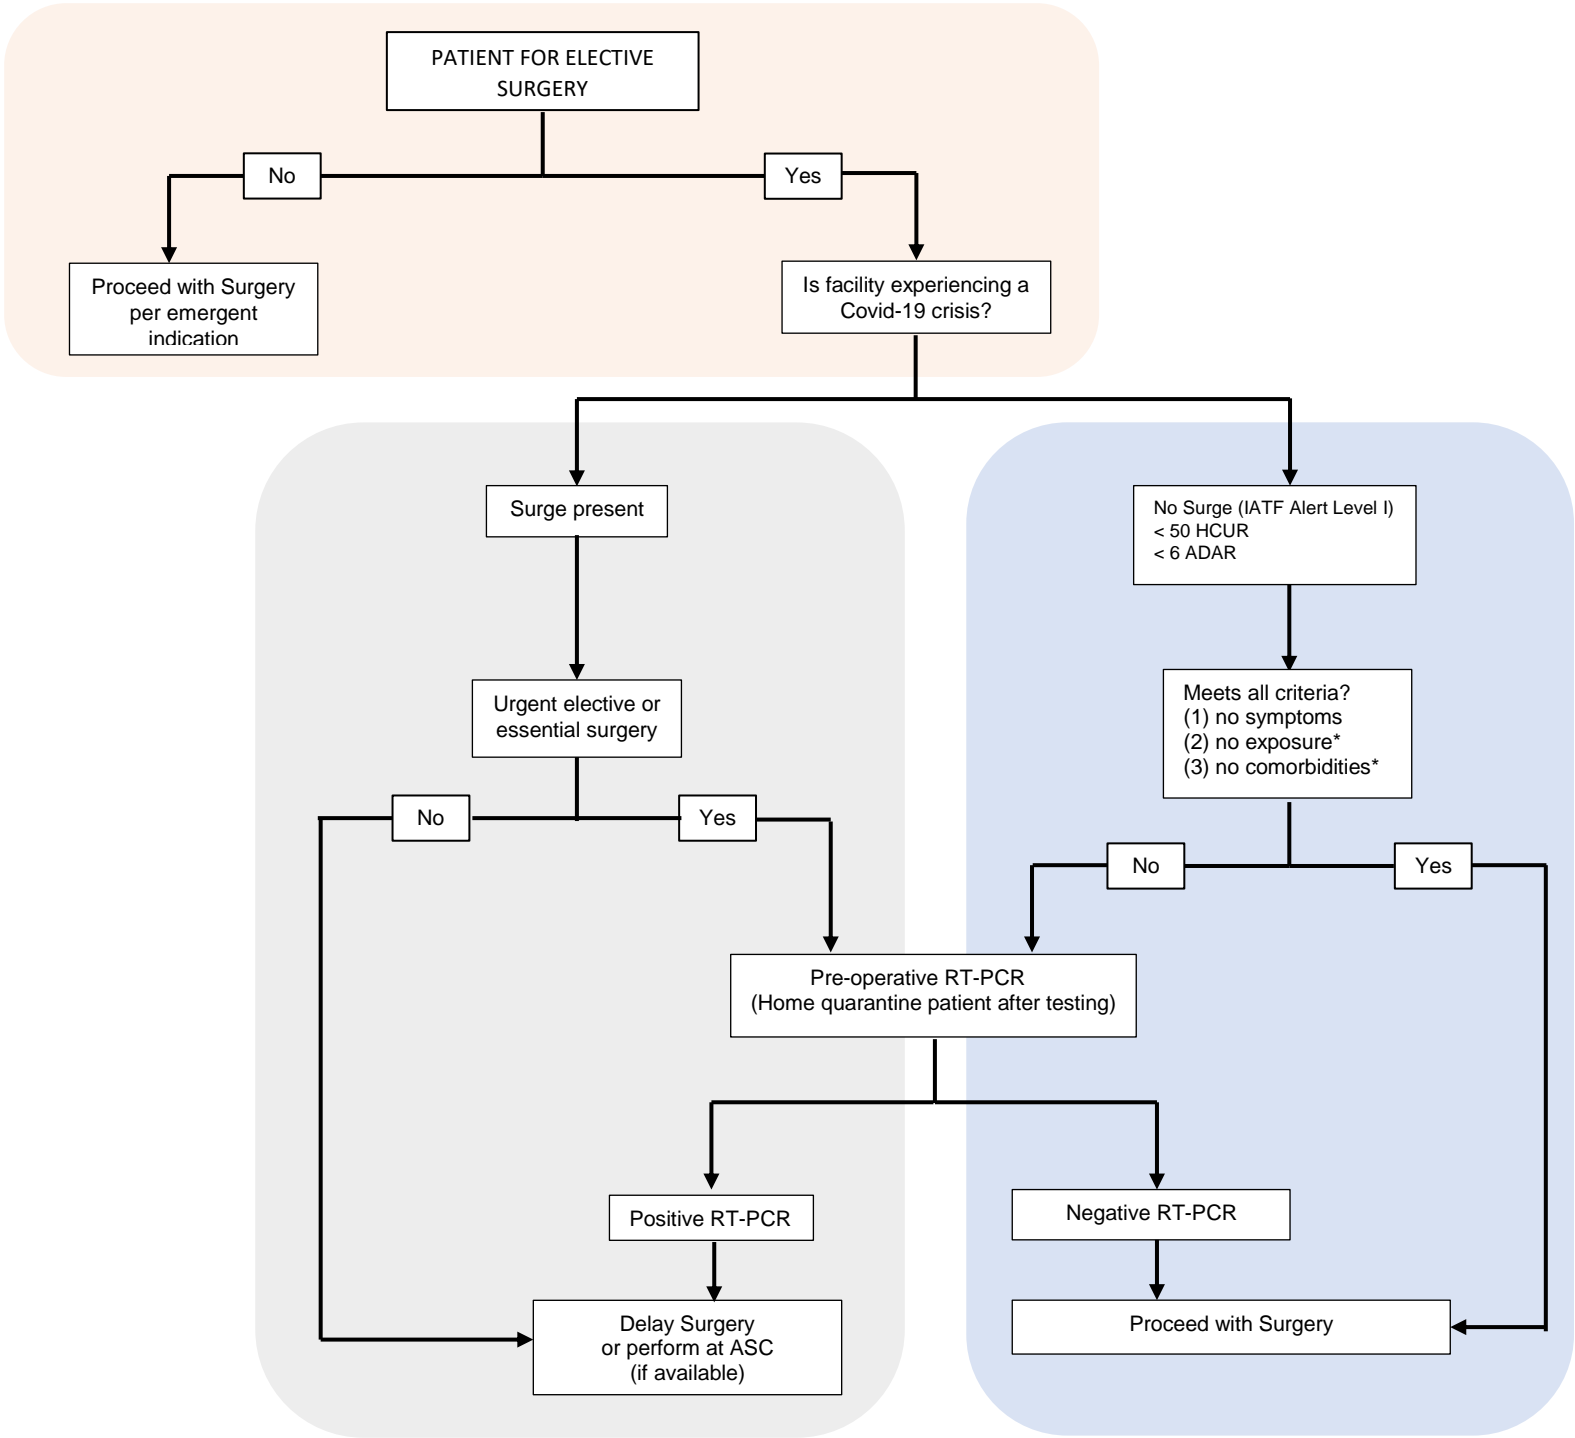 PATIENT FOR ELECTIVE
SURGERY
No
Yes
Proceed with Surgery
per emergent
indication
Is facility experiencing a
Covid-19 crisis?
Surge present
No Surge (IATF Alert Level I)
< 50 HCUR
< 6 ADAR
Urgent elective or
essential surgery
Meets all criteria?
(1) no symptoms
(2) no exposure*
(3) no comorbidities*
No
Yes
No
Yes
Pre-operative RT-PCR
(Home quarantine patient after testing)
Positive RT-PCR
Negative RT-PCR
Delay Surgery
or perform at ASC
(if available)
Proceed with Surgery